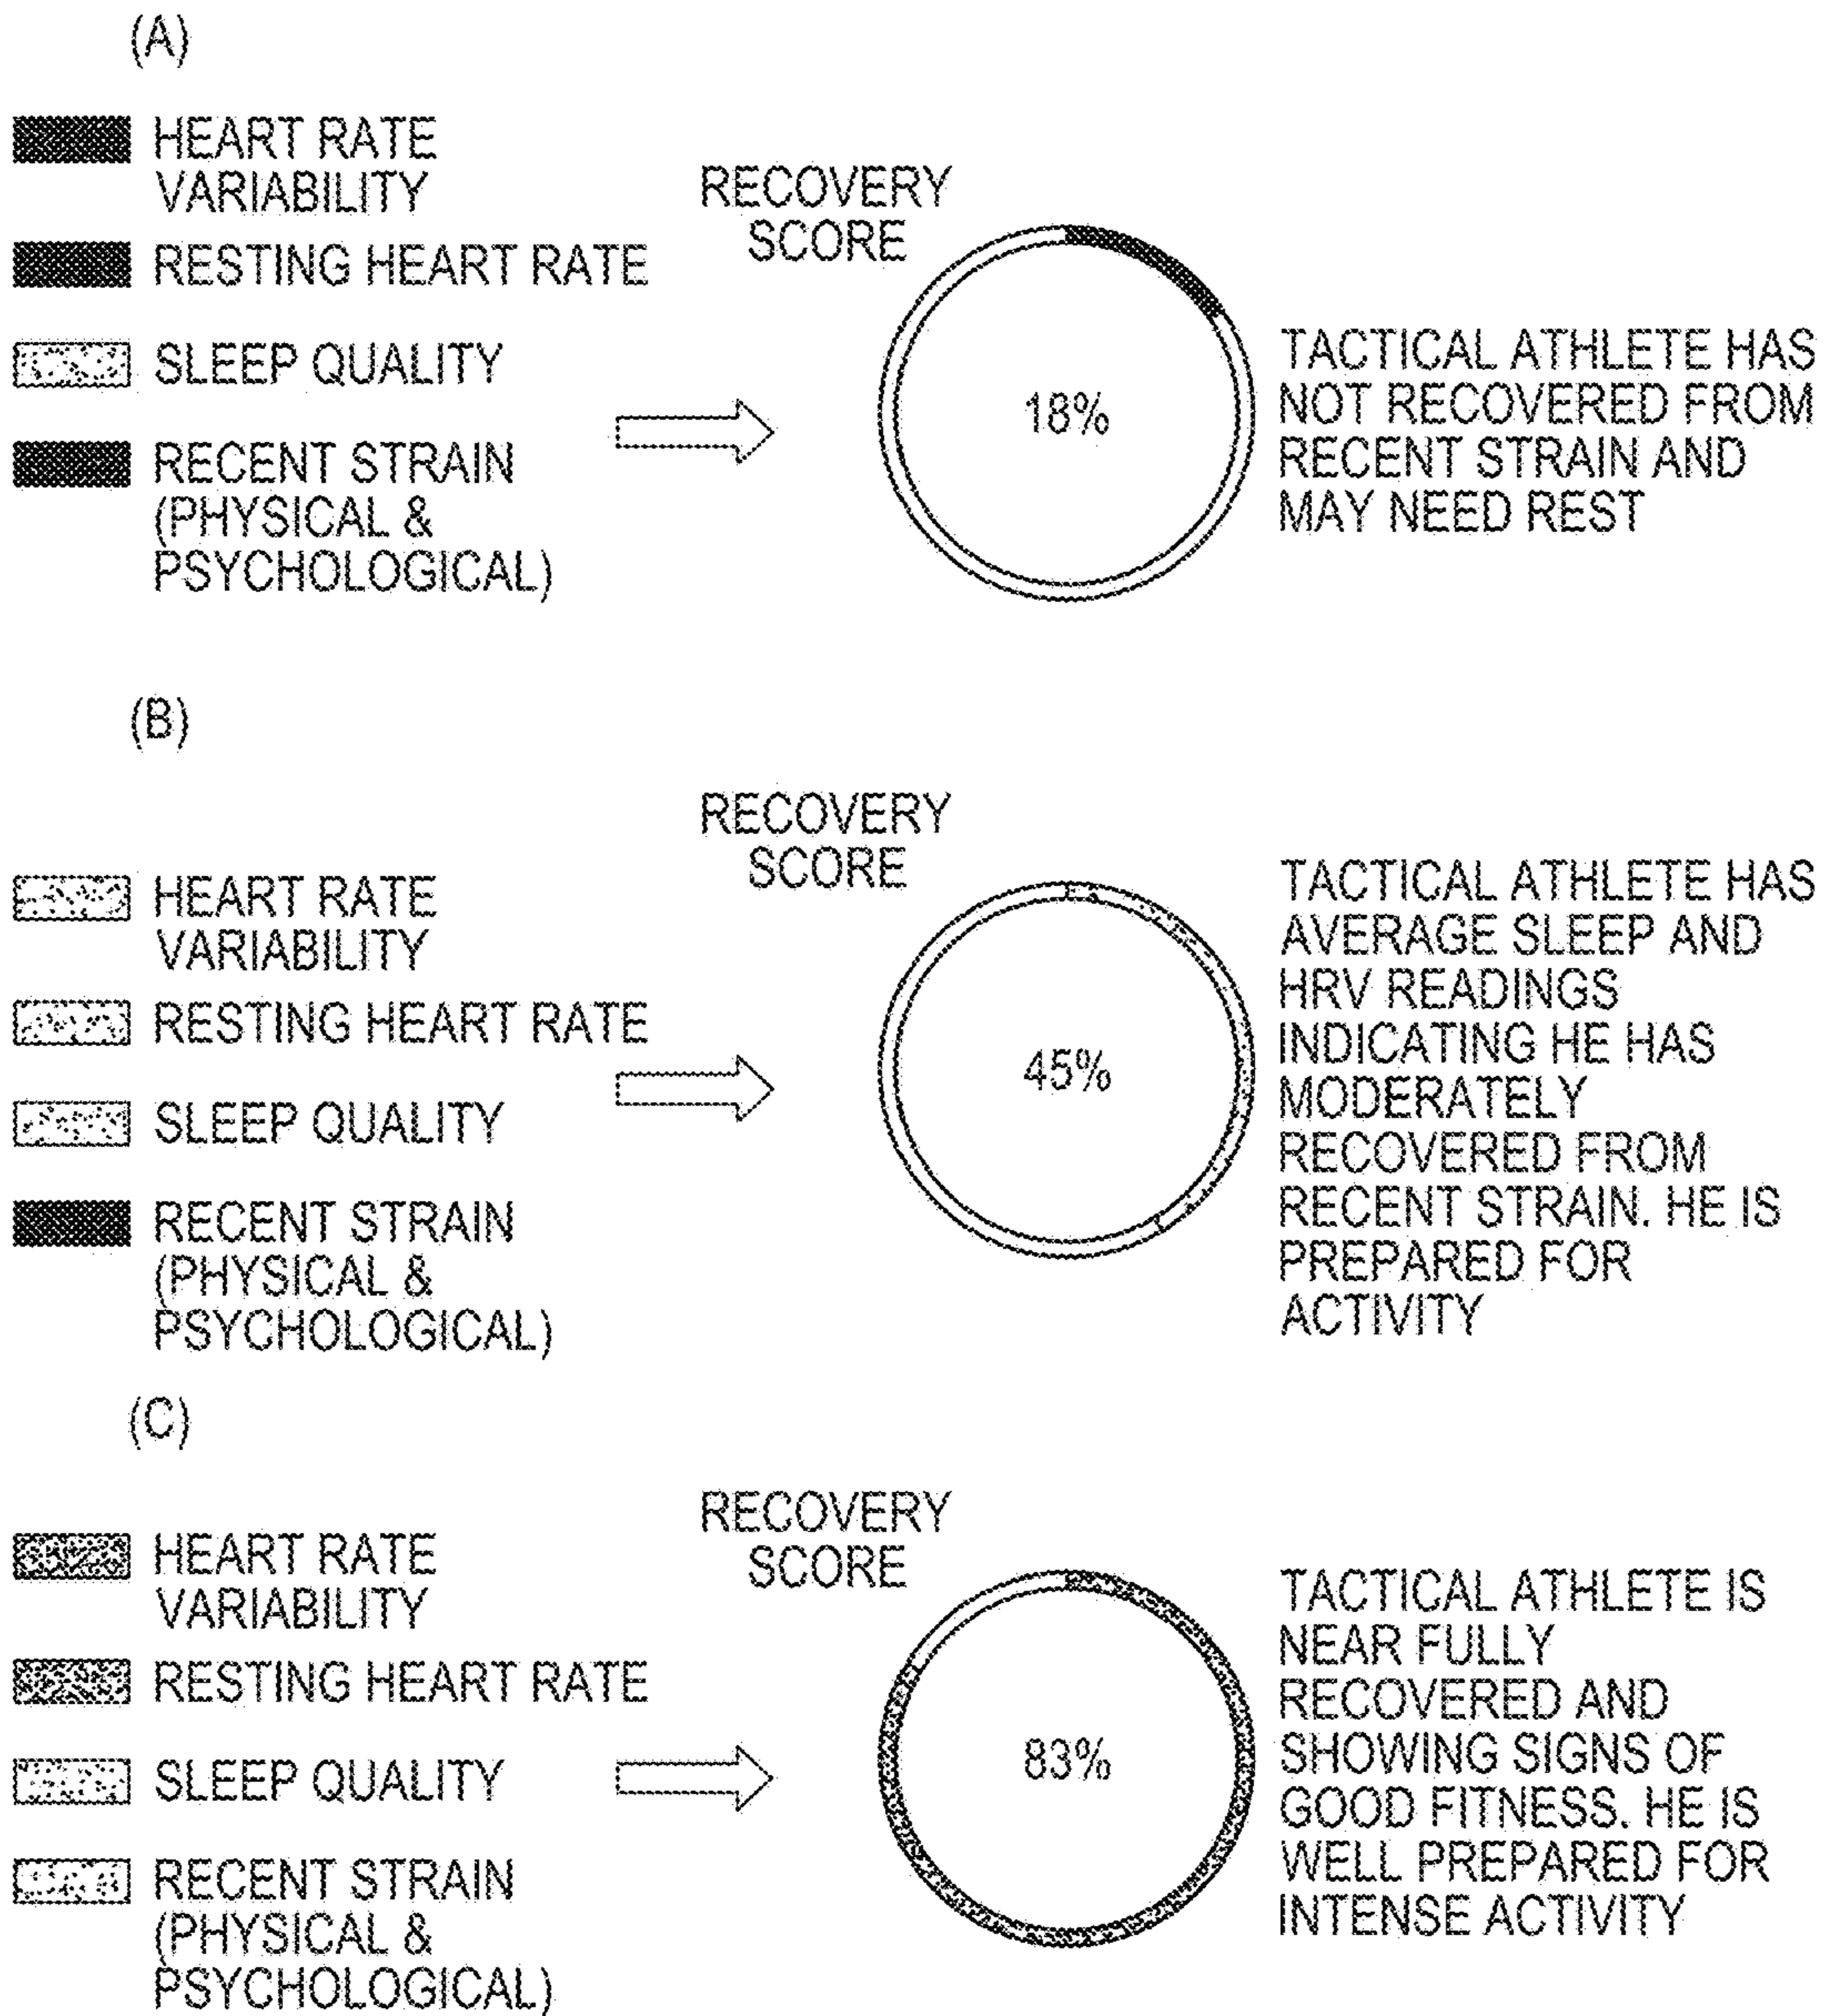 (A)
HEART RATE
VARIABILITY
RESTING HEART RATE
SLEEP QUALITY
RECENT STRAIN
(PHYSICAL &
PSYCHOLOGICAL)
RECOVERY
SCORE
18%
TACTICAL ATHLETE HAS
NOT RECOVERED FROM
RECENT STRAIN AND
MAY NEED REST
(B)
HEART RATE
VARIABILITY
RESTING HEART RATE
SLEEP QUALITY
RECENT STRAIN
(PHYSICAL &
PSYCHOLOGICAL)
RECOVERY
SCORE
45%
TACTICAL ATHLETE HAS
AVERAGE SLEEP AND
HRV READINGS
INDICATING HE HAS
MODERATELY
RECOVERED FROM
RECENT STRAIN. HE IS
PREPARED FOR
ACTIVITY
(C)
HEART RATE
VARIABILITY
RESTING HEART RATE
SLEEP QUALITY
RECENT STRAIN
(PHYSICAL &
PSYCHOLOGICAL)
RECOVERY
SCORE
83%
TACTICAL ATHLETE IS
NEAR FULLY
RECOVERED AND
SHOWING SIGNS OF
GOOD FITNESS. HE IS
WELL PREPARED FOR
INTENSE ACTIVITY